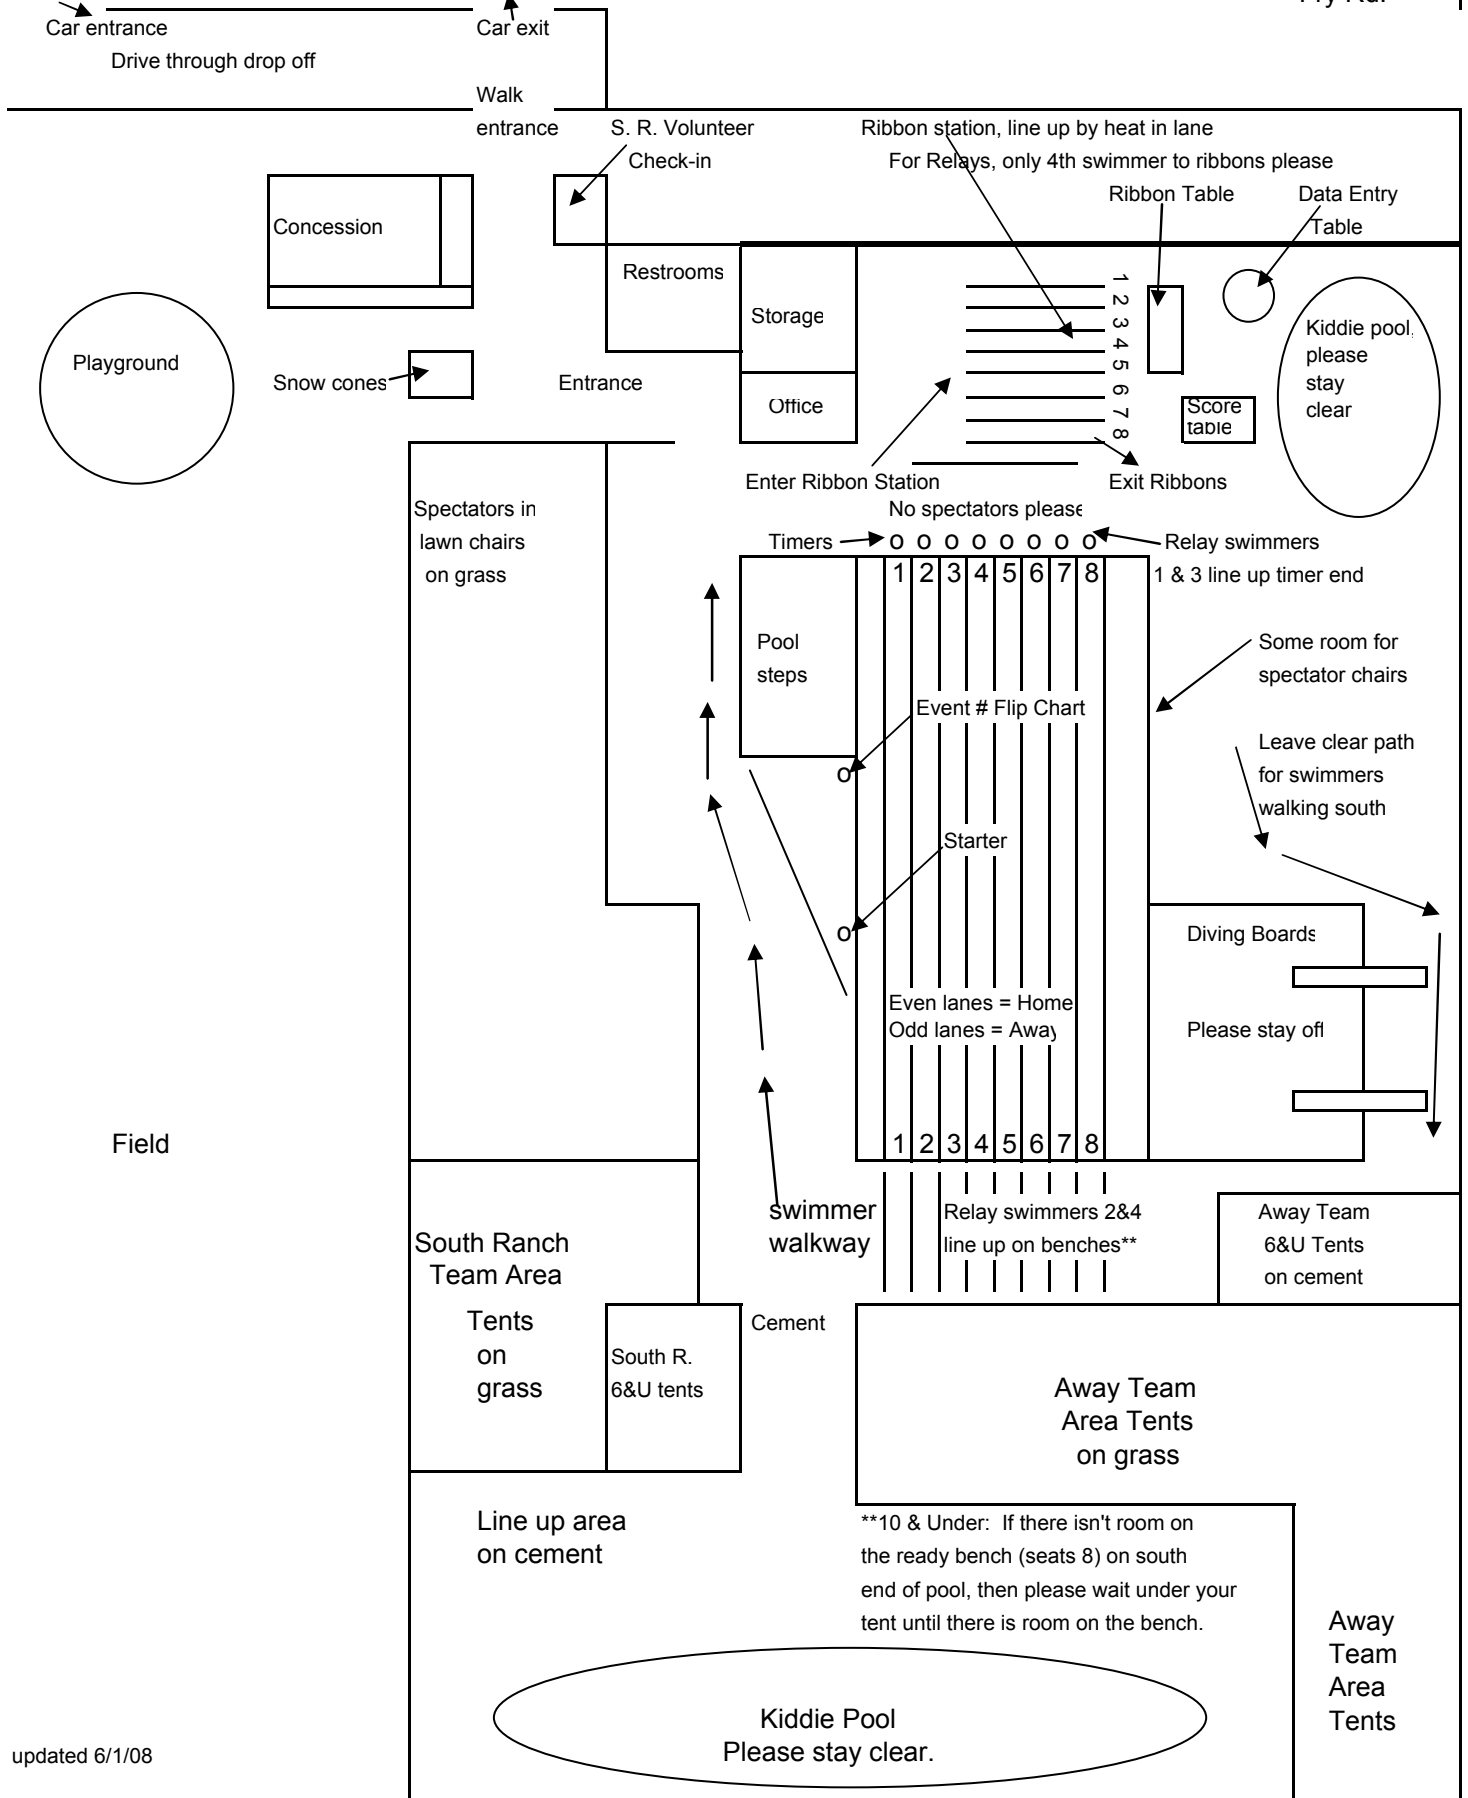 Car entrance
Car exit
Drive through drop off
Walk
entrance
S. R. Volunteer
Check-in
Ribbon station, line up by heat in lane
For Relays, only 4th swimmer to ribbons please
Ribbon Table
Data Entry
Table
Concession
Restrooms
Storage
Office
Playground
Snow cones
Entrance
1
2
3
4
5
6
7
8
Score
table
Kiddie pool,
please
stay
clear
Enter Ribbon Station
Exit Ribbons
No spectators please
Spectators in
lawn chairs
on grass
Timers
o o o o o o o o
Relay swimmers
1 & 3 line up timer end
1 2 3 4 5 6 7 8
Pool
steps
Some room for
spectator chairs
Event # Flip Chart
o
Leave clear path
for swimmers
walking south
Starter
o
Diving Boards
Please stay off
Even lanes = Home
Odd lanes = Away
Field
1 2 3 4 5 6 7 8
swimmer
walkway
Relay swimmers 2&4
line up on benches**
Away Team
6&U Tents
on cement
South Ranch
Team Area
Tents
on
grass
South R.
6&U tents
Cement
Away Team
Area Tents
on grass
Line up area
on cement
**10 & Under: If there isn't room on
the ready bench (seats 8) on south
end of pool, then please wait under your
tent until there is room on the bench.
Away
Team
Area
Tents
Kiddie Pool
Please stay clear.
updated 6/1/08